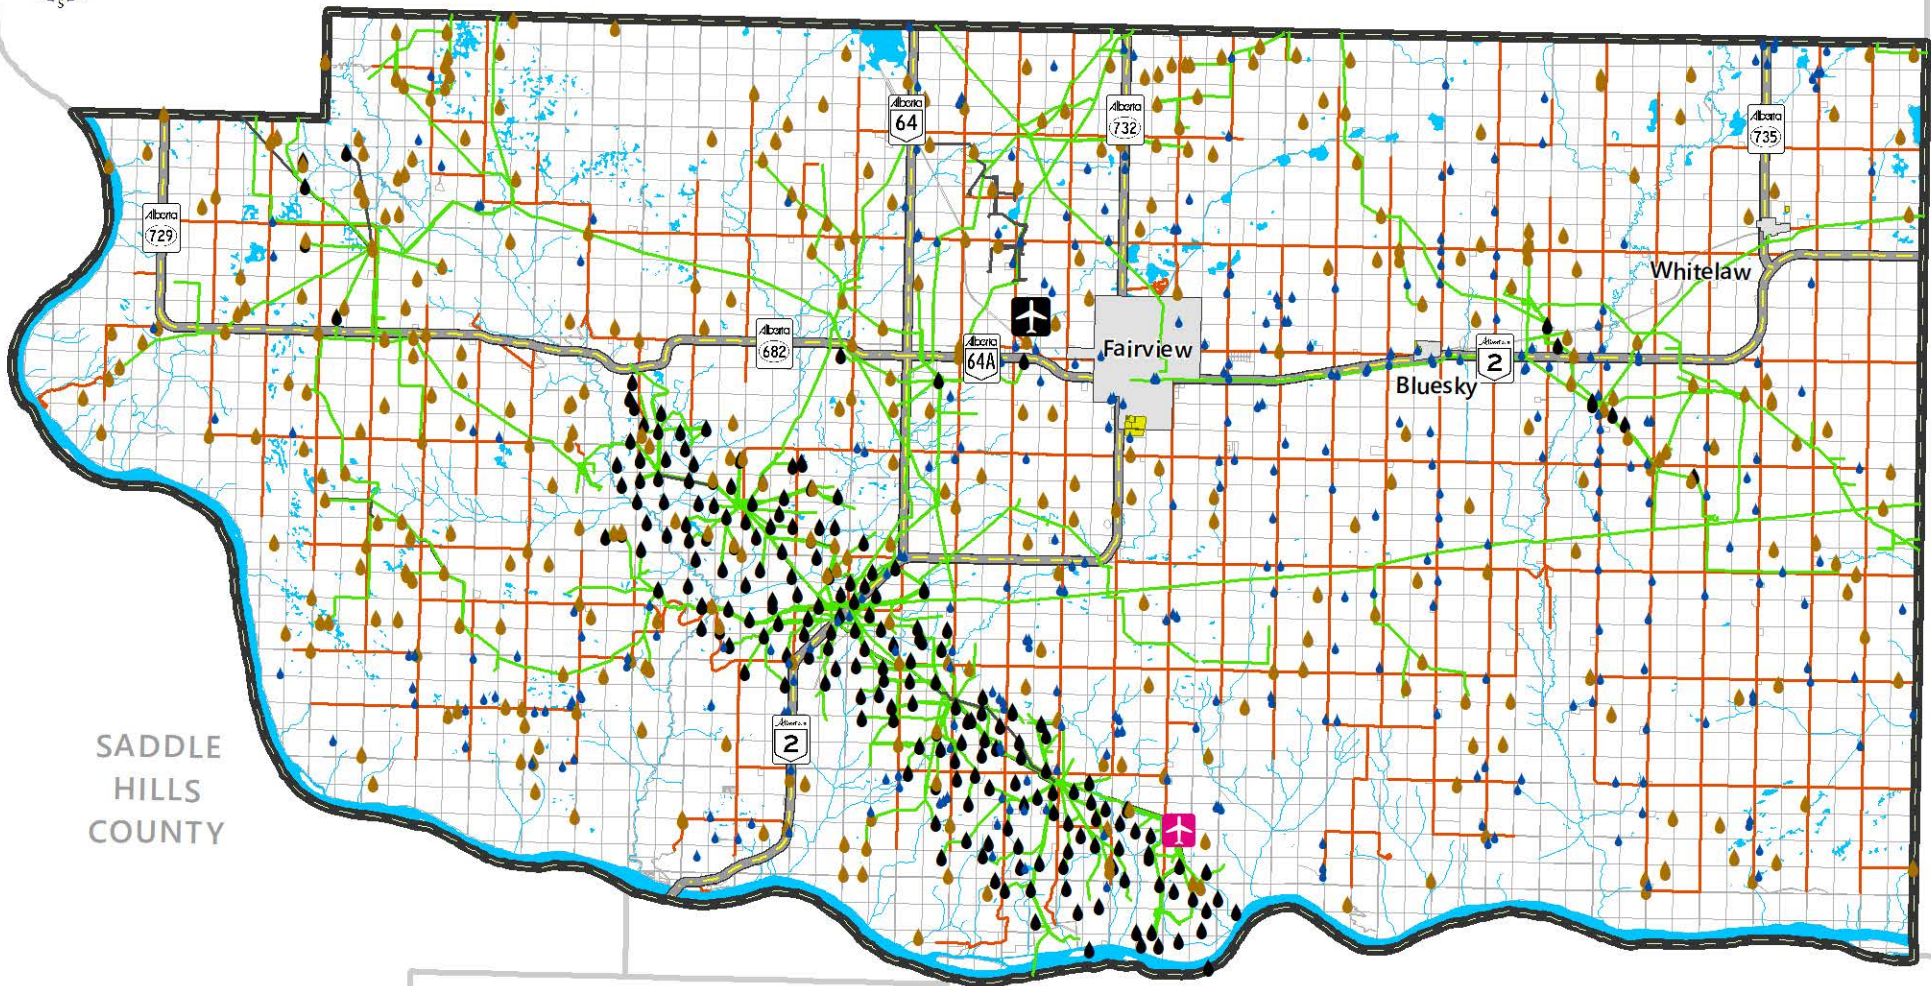 S
Alberta
64
Alberta
732
Alberta
735
Alberta
729
Whitelaw
Alberta
682
Alberta
64A
Fairview
Alberta
2
Bluesky
Alberta
2
SADDLE
HILLS
COUNTY